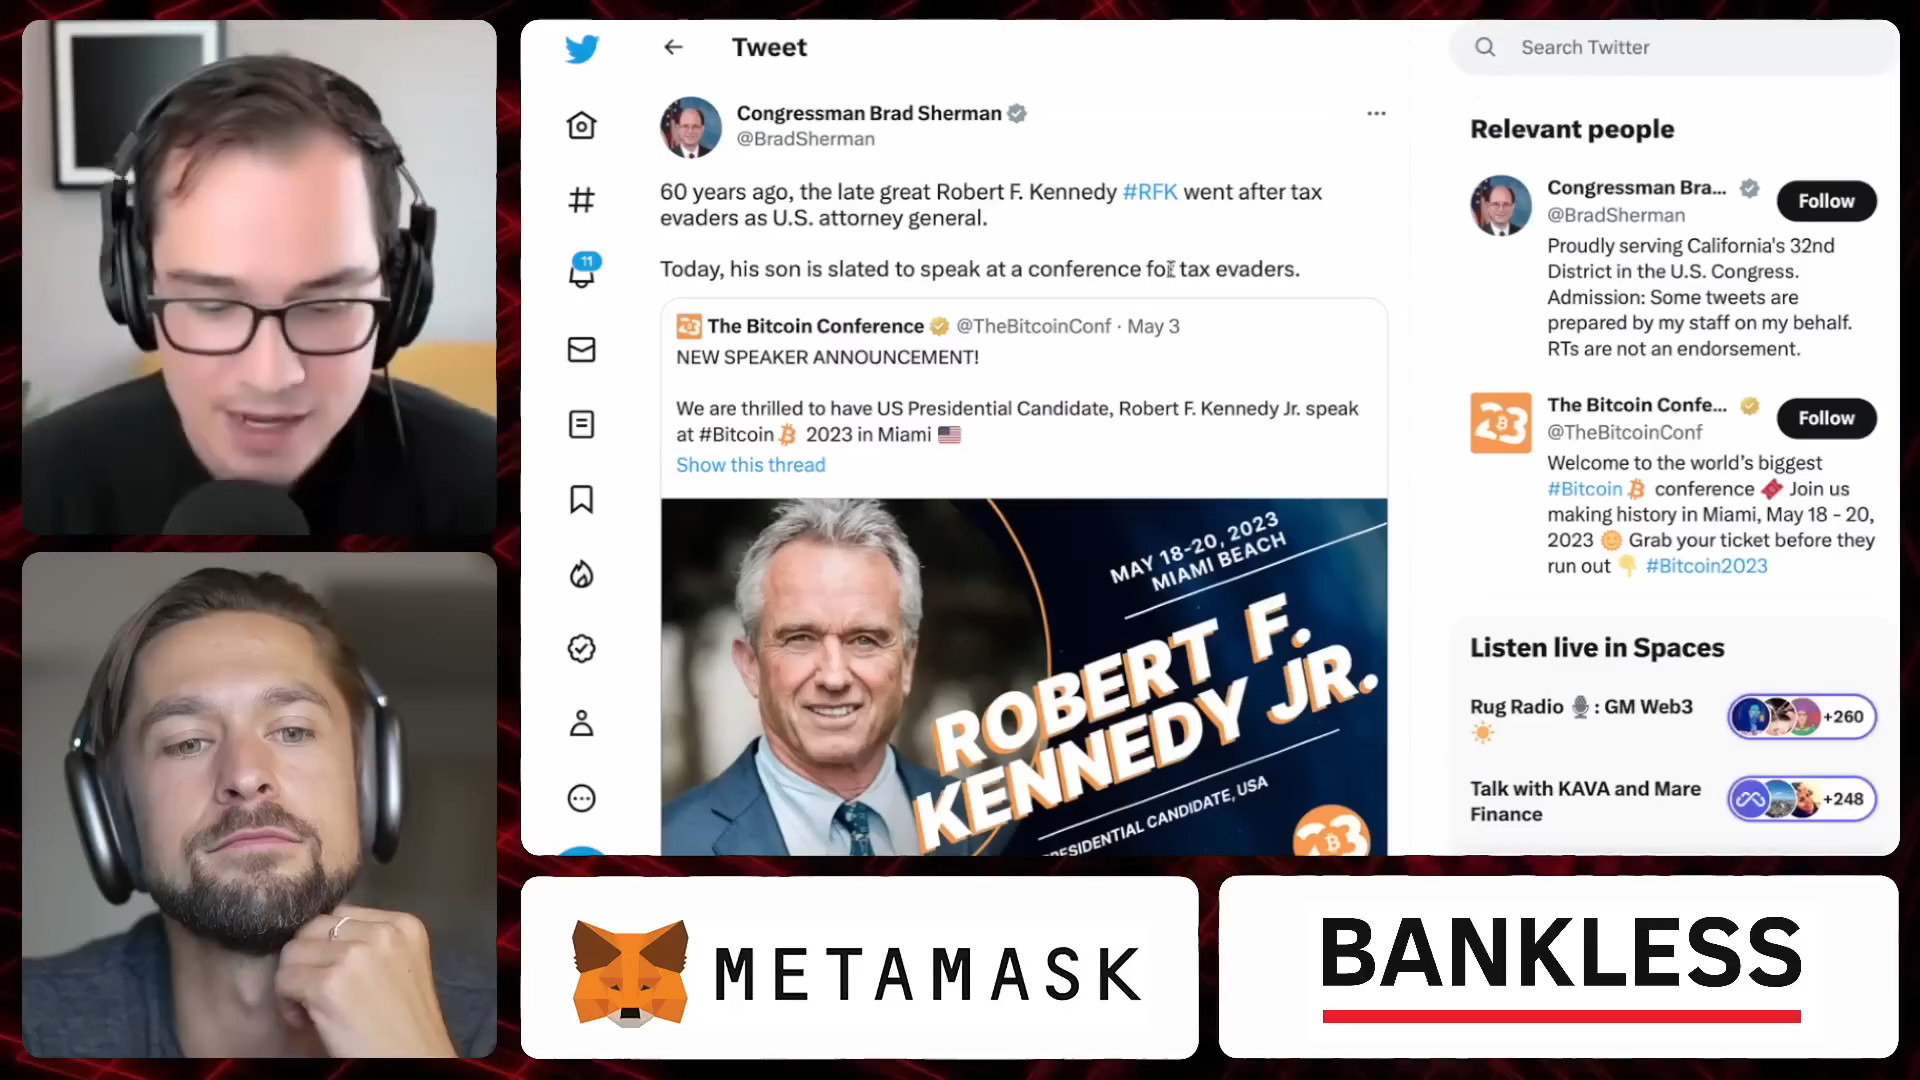 Tweet
Congressman Brad Sherman
@BradSherman
60 years ago, the late great Robert F. Kennedy #RFK went after tax
evaders as U.S. attorney general.
Today, his son is slated to speak at a conference for tax evaders.
11
The Bitcoin Conference @TheBitcoinConf · May 3
NEW SPEAKER ANNOUNCEMENT!
We are thrilled to have US Presidential Candidate, Robert F. Kennedy Jr. speak
at #Bitcoin 2023 in Miami
Show this thread
MAY 18-20, 2023
MIAMI BEACH
ROBERT F.
KENNEDY JR.
PRESIDENTIAL CANDIDATE, USA
23
Search Twitter
Relevant people
Congressman Bra...
@BradSherman
Follow
Proudly serving California's 32nd
District in the U.S. Congress.
Admission: Some tweets are
prepared by my staff on my behalf.
RTs are not an endorsement.
23
The Bitcoin Confe...
@TheBitcoinConf
Follow
Welcome to the world’s biggest
#Bitcoin conference Join us
making history in Miami, May 18 - 20,
2023 Grab your ticket before they
run out #Bitcoin2023
Listen live in Spaces
Rug Radio : GM Web3
+260
Talk with KAVA and Mare
Finance
+248
METAMASK
BANKLESS